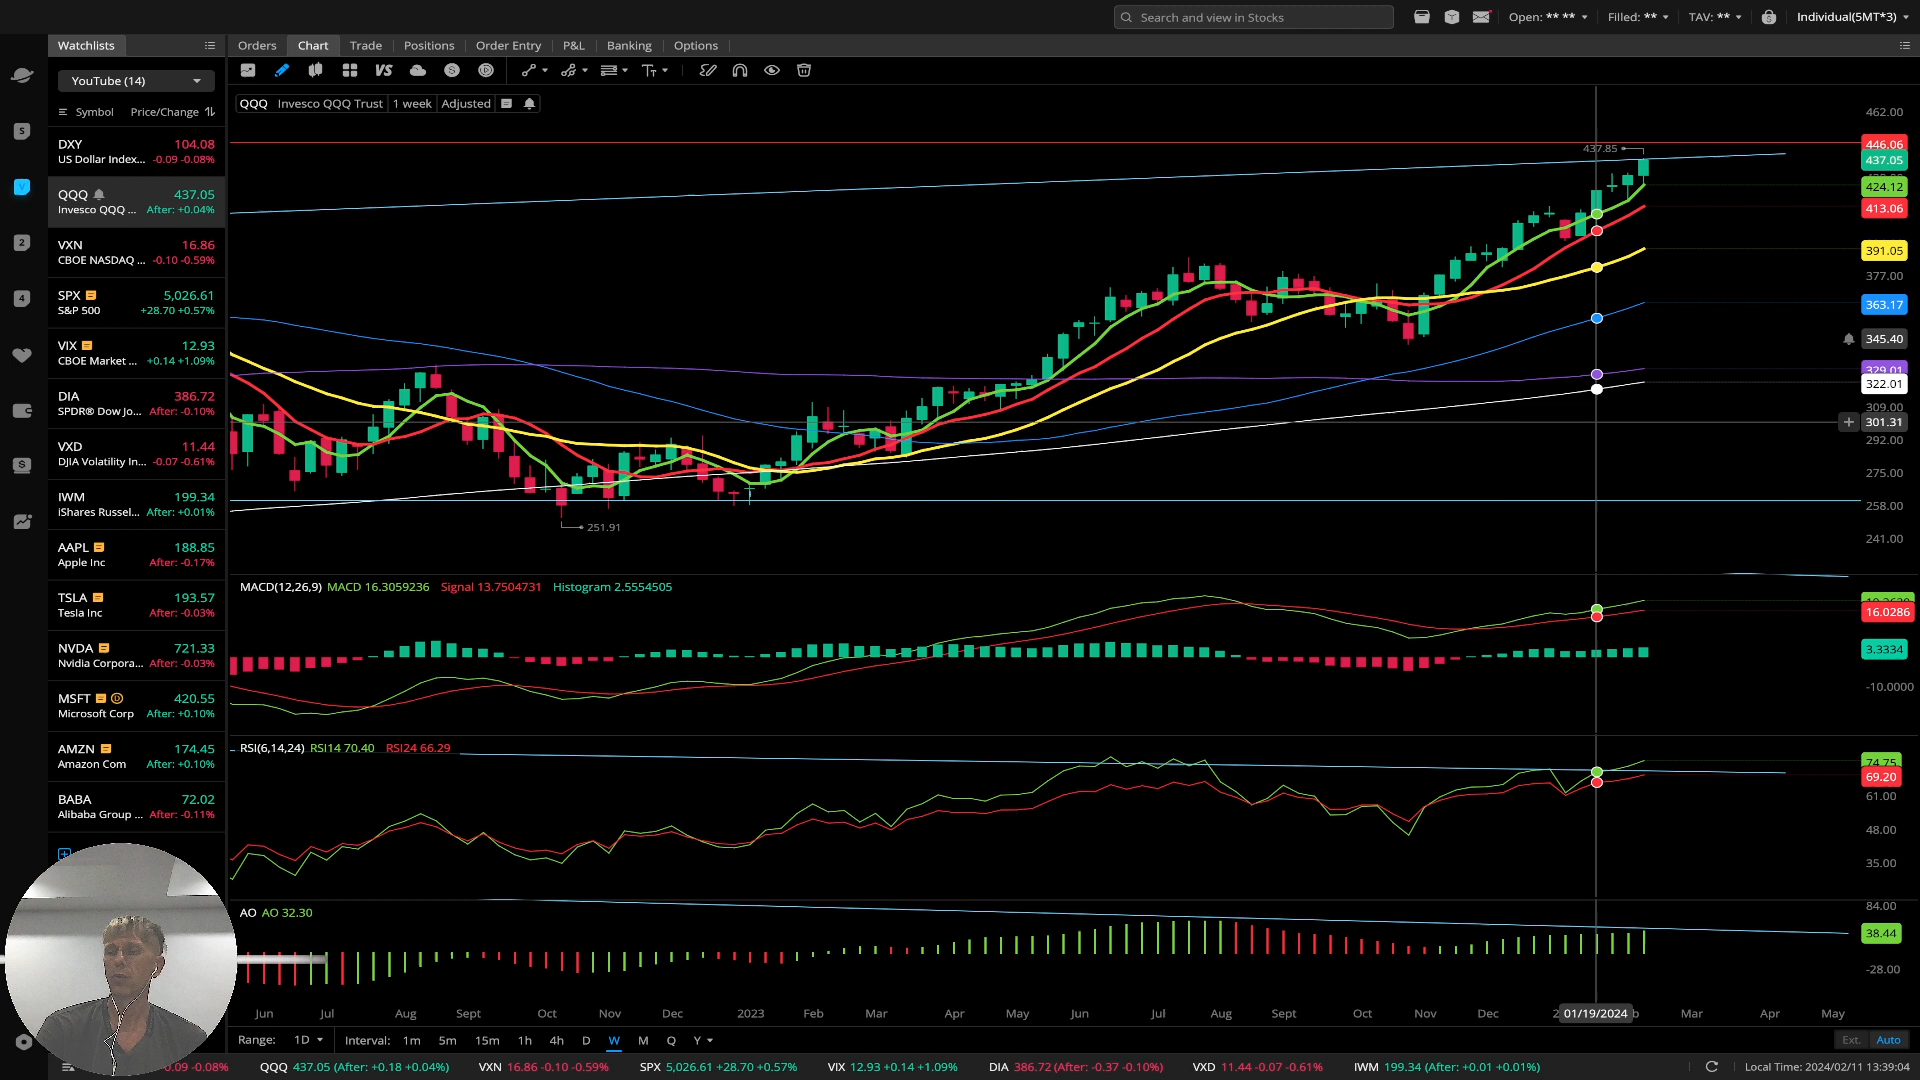 Search and view in Stocks
Open: ** **
Filled: **
TAV: **
Individual(5MT*3)
Watchlists
Orders
Chart
Trade
Positions
Order Entry
P&L
Banking
Options
YouTube (14)
VS
Symbol
Price/Change
DXY 104.08
US Dollar Index... -0.09 -0.08%
QQQ 437.05
Invesco QQQ ... After: +0.04%
VXN 16.86
CBOE NASDAQ ... -0.10 -0.59%
SPX 5,026.61
S&P 500 +28.70 +0.57%
VIX 12.93
CBOE Market ... +0.14 +1.09%
DIA 386.72
SPDR® Dow Jo... After: -0.10%
VXD 11.44
DJIA Volatility In... -0.07 -0.61%
IWM 199.34
iShares Russel... After: +0.01%
AAPL 188.85
Apple Inc After: -0.17%
TSLA 193.57
Tesla Inc After: -0.03%
NVDA 721.33
Nvidia Corpora... After: -0.03%
MSFT 420.55
Microsoft Corp After: +0.10%
AMZN 174.45
Amazon Com After: +0.10%
BABA 72.02
Alibaba Group ... After: -0.11%
QQQ Invesco QQQ Trust 1 week Adjusted
437.85
251.91
462.00
446.06
437.05
424.12
413.06
391.05
377.00
363.17
345.40
329.01
322.01
309.00
301.31
292.00
275.00
258.00
241.00
MACD(12,26,9) MACD 16.3059236 Signal 13.7504731 Histogram 2.5554505
16.0286
3.3334
-10.0000
RSI(6,14,24) RSI14 70.40 RSI24 66.29
74.75
69.20
61.00
48.00
35.00
AO AO 32.30
84.00
38.44
-28.00
Jun Jul Aug Sept Oct Nov Dec 2023 Feb Mar Apr May Jun Jul Aug Sept Oct Nov Dec 2 01/19/2024 b Mar Apr May
Range: 1D Interval: 1m 5m 15m 1h 4h D W M Q Y
Ext. Auto
0.09 -0.08% QQQ 437.05 (After: +0.18 +0.04%) VXN 16.86 -0.10 -0.59% SPX 5,026.61 +28.70 +0.57% VIX 12.93 +0.14 +1.09% DIA 386.72 (After: -0.37 -0.10%) VXD 11.44 -0.07 -0.61% IWM 199.34 (After: +0.01 +0.01%) Local Time: 2024/02/11 13:39:04